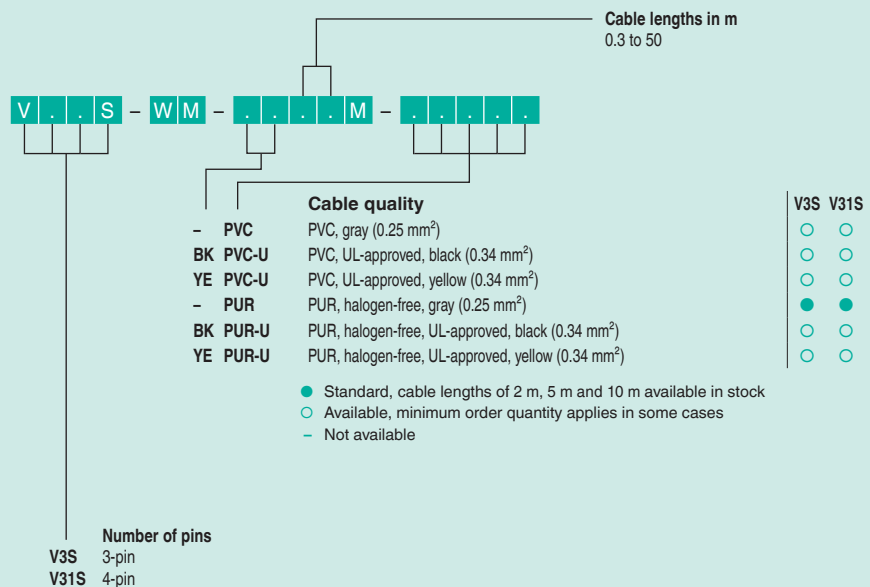 Cable lengths in m
0.3 to 50
V . . S – W M – . . . . M – . . . . .
Cable quality V3S V31S
– PVC PVC, gray (0.25 mm²) ○ ○
BK PVC-U PVC, UL-approved, black (0.34 mm²) ○ ○
YE PVC-U PVC, UL-approved, yellow (0.34 mm²) ○ ○
– PUR PUR, halogen-free, gray (0.25 mm²) ● ●
BK PUR-U PUR, halogen-free, UL-approved, black (0.34 mm²) ○ ○
YE PUR-U PUR, halogen-free, UL-approved, yellow (0.34 mm²) ○ ○
● Standard, cable lengths of 2 m, 5 m and 10 m available in stock
○ Available, minimum order quantity applies in some cases
– Not available
Number of pins
V3S 3-pin
V31S 4-pin